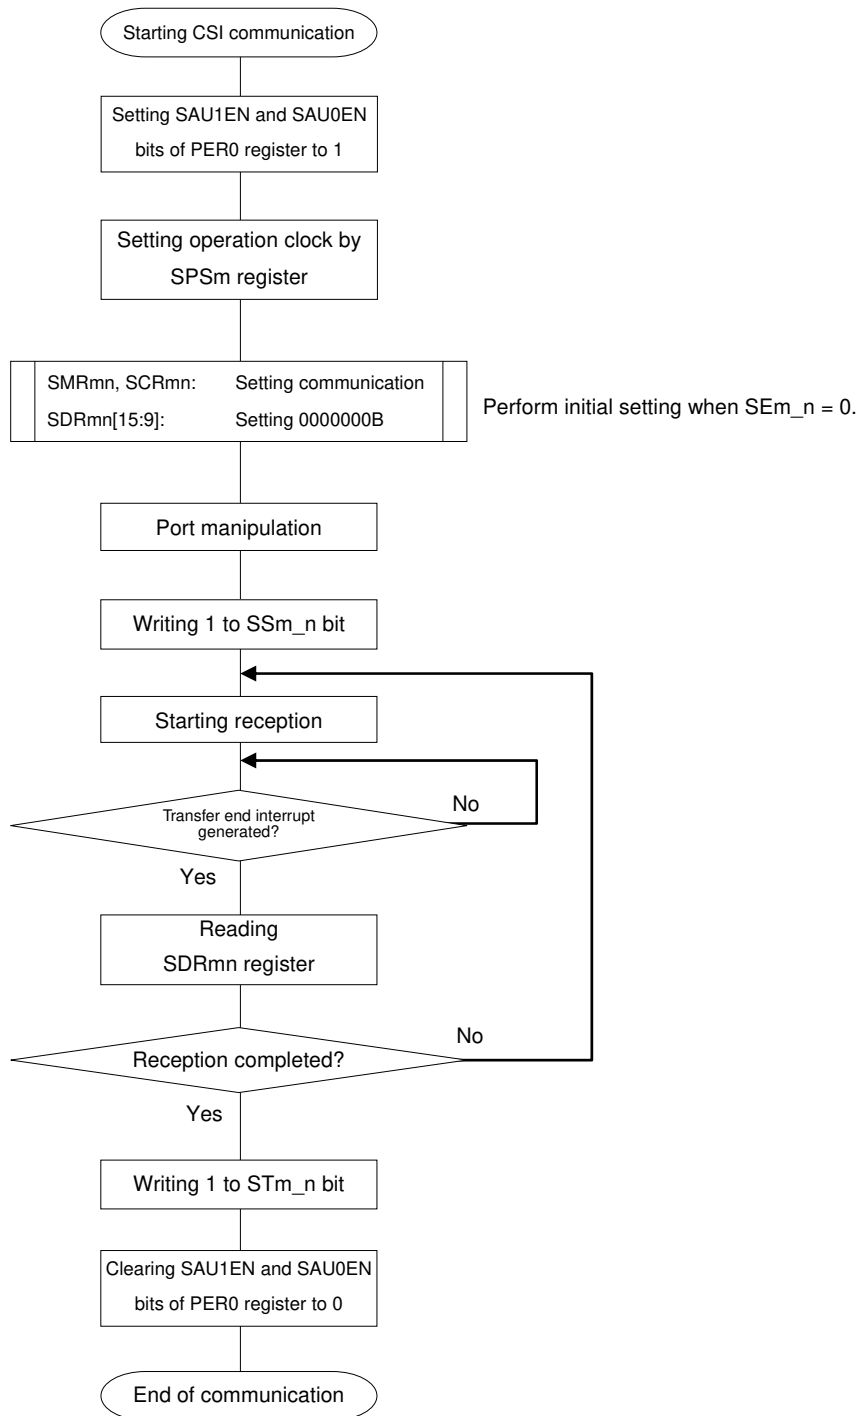 Starting CSI communication
Setting SAU1EN and SAU0EN
bits of PER0 register to 1
Setting operation clock by
SPSm register
SMRmn, SCRmn: Setting communication
SDRmn[15:9]: Setting 0000000B
Perform initial setting when SEm_n = 0.
Port manipulation
Writing 1 to SSm_n bit
Starting reception
Transfer end interrupt
generated?
No
Yes
Reading
SDRmn register
Reception completed?
No
Yes
Writing 1 to STm_n bit
Clearing SAU1EN and SAU0EN
bits of PER0 register to 0
End of communication